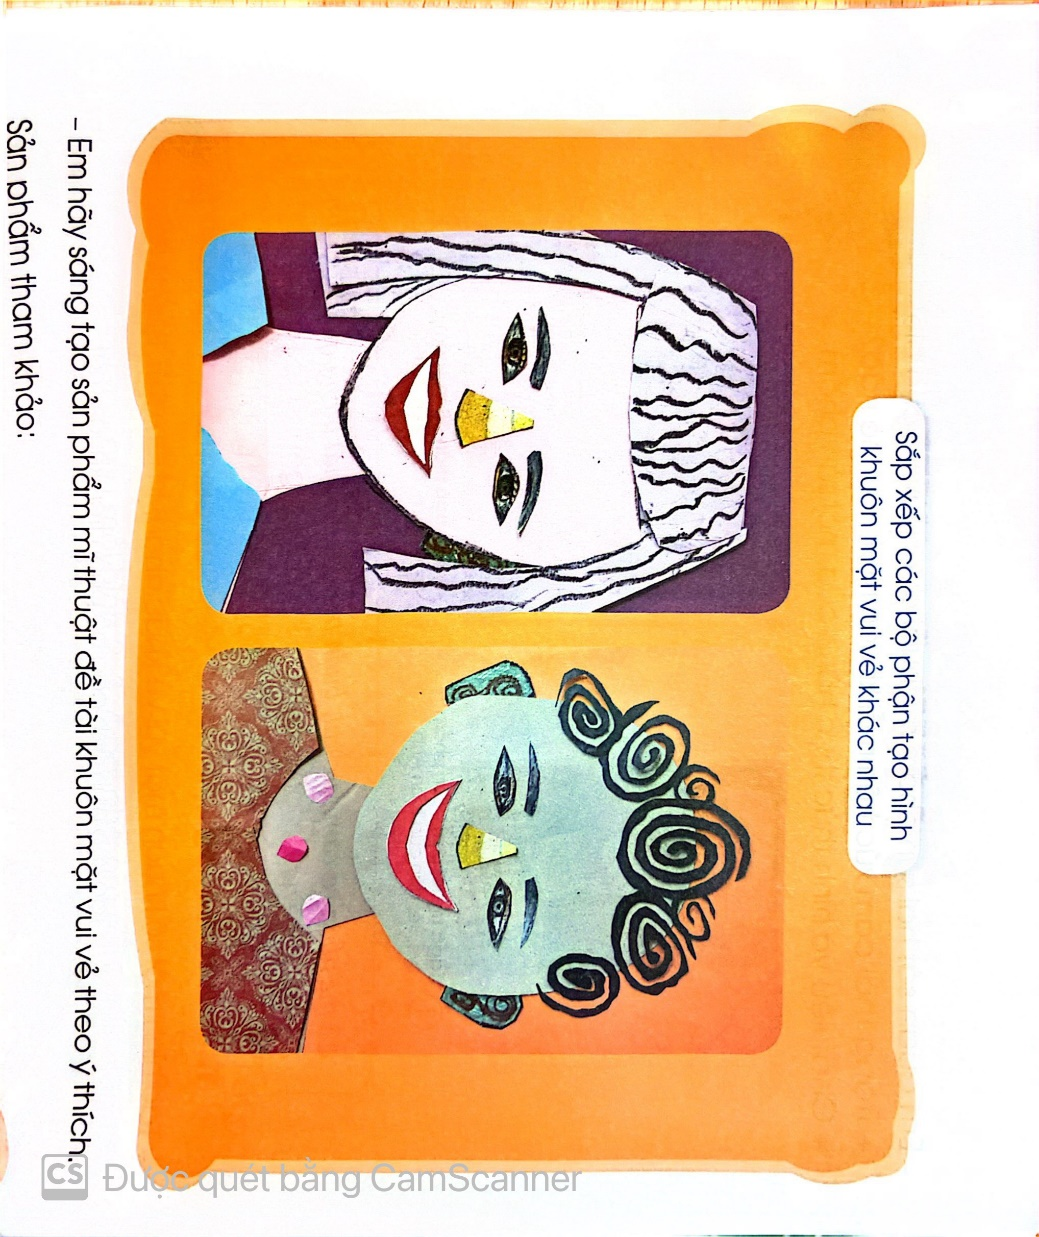 Sắp xếp các bộ phận tạo hình
khuôn mặt vui vẻ khác nhau
– Em hãy sáng tạo sản phẩm mĩ thuật đề tài khuôn mặt vui vẻ theo ý thích.
Sản phẩm tham khảo:
CS Được quét bằng CamScanner